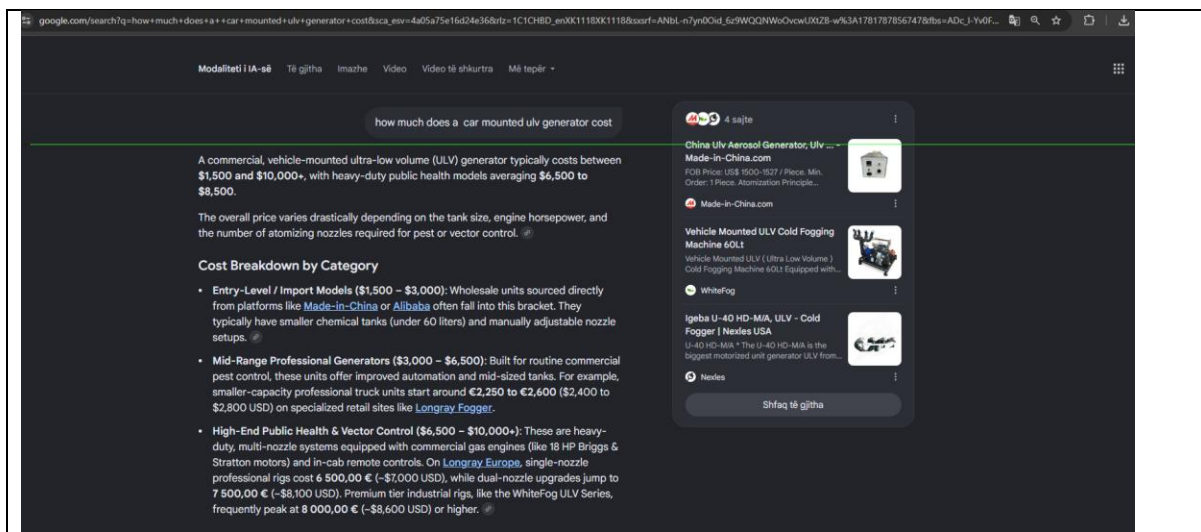 google.com/search?q=how+much+does+a++car+mounted+ulv+generator+cost&sca_esv=4a05a75e16d24e36&rlz=1C1CHBD_enXK1118XK1118&sxsrf=ANbL-n7yn0Oid_6z9WQQNWoOvcwUXtZB-w%3A1781787856747&fbs=ADc_l-Yv0F...
Modaliteti i IA-së Të gjitha Imazhe Video Video të shkurtra Më tepër
how much does a car mounted ulv generator cost
A commercial, vehicle-mounted ultra-low volume (ULV) generator typically costs between
$1,500 and $10,000+, with heavy-duty public health models averaging $6,500 to
$8,500.
The overall price varies drastically depending on the tank size, engine horsepower, and
the number of atomizing nozzles required for pest or vector control.
Cost Breakdown by Category
• Entry-Level / Import Models ($1,500 – $3,000): Wholesale units sourced directly
from platforms like Made-in-China or Alibaba often fall into this bracket. They
typically have smaller chemical tanks (under 60 liters) and manually adjustable nozzle
setups.
• Mid-Range Professional Generators ($3,000 – $6,500): Built for routine commercial
pest control, these units offer improved automation and mid-sized tanks. For example,
smaller-capacity professional truck units start around €2,250 to €2,600 ($2,400 to
$2,800 USD) on specialized retail sites like Longray Fogger.
• High-End Public Health & Vector Control ($6,500 – $10,000+): These are heavy-
duty, multi-nozzle systems equipped with commercial gas engines (like 18 HP Briggs &
Stratton motors) and in-cab remote controls. On Longray Europe, single-nozzle
professional rigs cost 6 500,00 € (~$7,000 USD), while dual-nozzle upgrades jump to
7 500,00 € (~$8,100 USD). Premium tier industrial rigs, like the WhiteFog ULV Series,
frequently peak at 8 000,00 € (~$8,600 USD) or higher.
4 sajte
China Ulv Aerosol Generator, Ulv ... -
Made-in-China.com
FOB Price: US$ 1500-1527 / Piece. Min.
Order: 1 Piece. Atomization Principle...
Made-in-China.com
Vehicle Mounted ULV Cold Fogging
Machine 60Lt
Vehicle Mounted ULV ( Ultra Low Volume )
Cold Fogging Machine 60Lt Equipped with...
WhiteFog
Igeba U-40 HD-M/A, ULV - Cold
Fogger | Nexles USA
U-40 HD-M/A * The U-40 HD-M/A is the
biggest motorized unit generator ULV from...
Nexles
Shfaq të gjitha